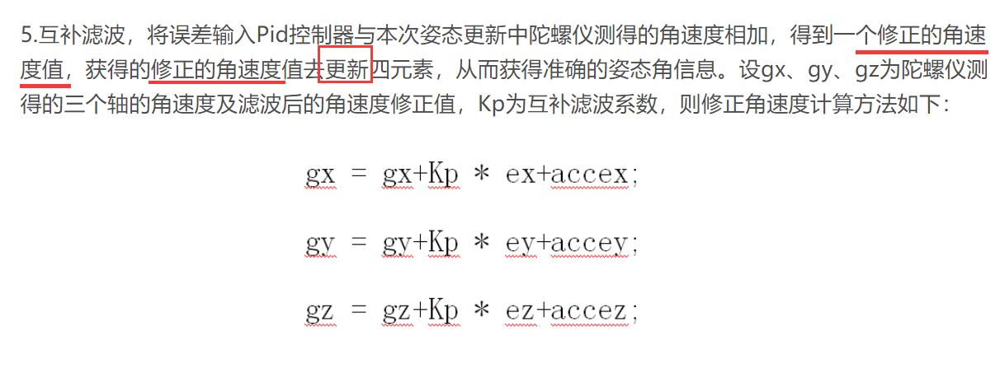 5.互补滤波，将误差输入Pid控制器与本次姿态更新中陀螺仪测得的角速度相加，得到一个修正的角速
度值，获得的修正的角速度值去更新四元素，从而获得准确的姿态角信息。设gx、gy、gz为陀螺仪测
得的三个轴的角速度及滤波后的角速度修正值，Kp为互补滤波系数，则修正角速度计算方法如下：
gx = gx+Kp * ex+accex;
gy = gy+Kp * ey+accey;
gz = gz+Kp * ez+accez;